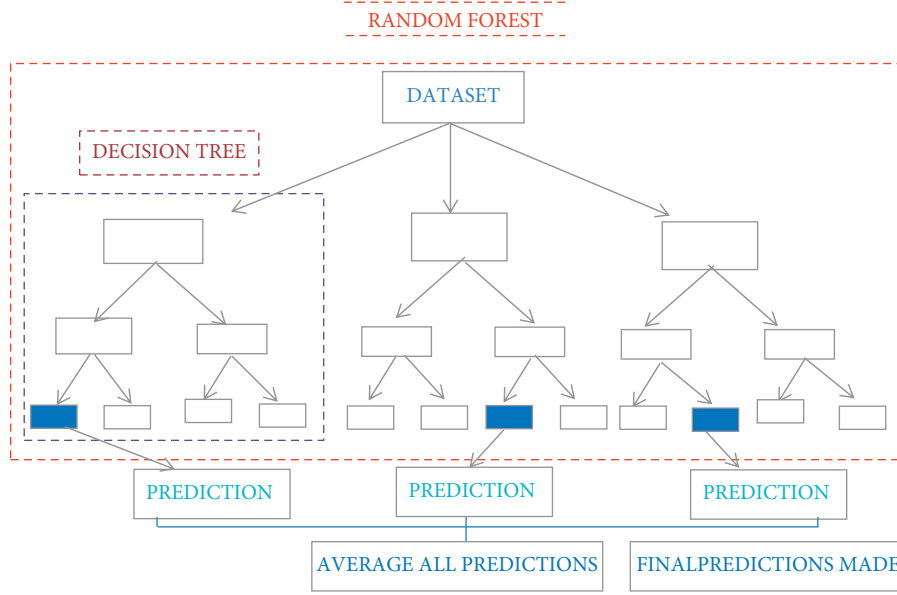 RANDOM FOREST
DATASET
DECISION TREE
PREDICTION
PREDICTION
PREDICTION
AVERAGE ALL PREDICTIONS
FINALPREDICTIONS MADE